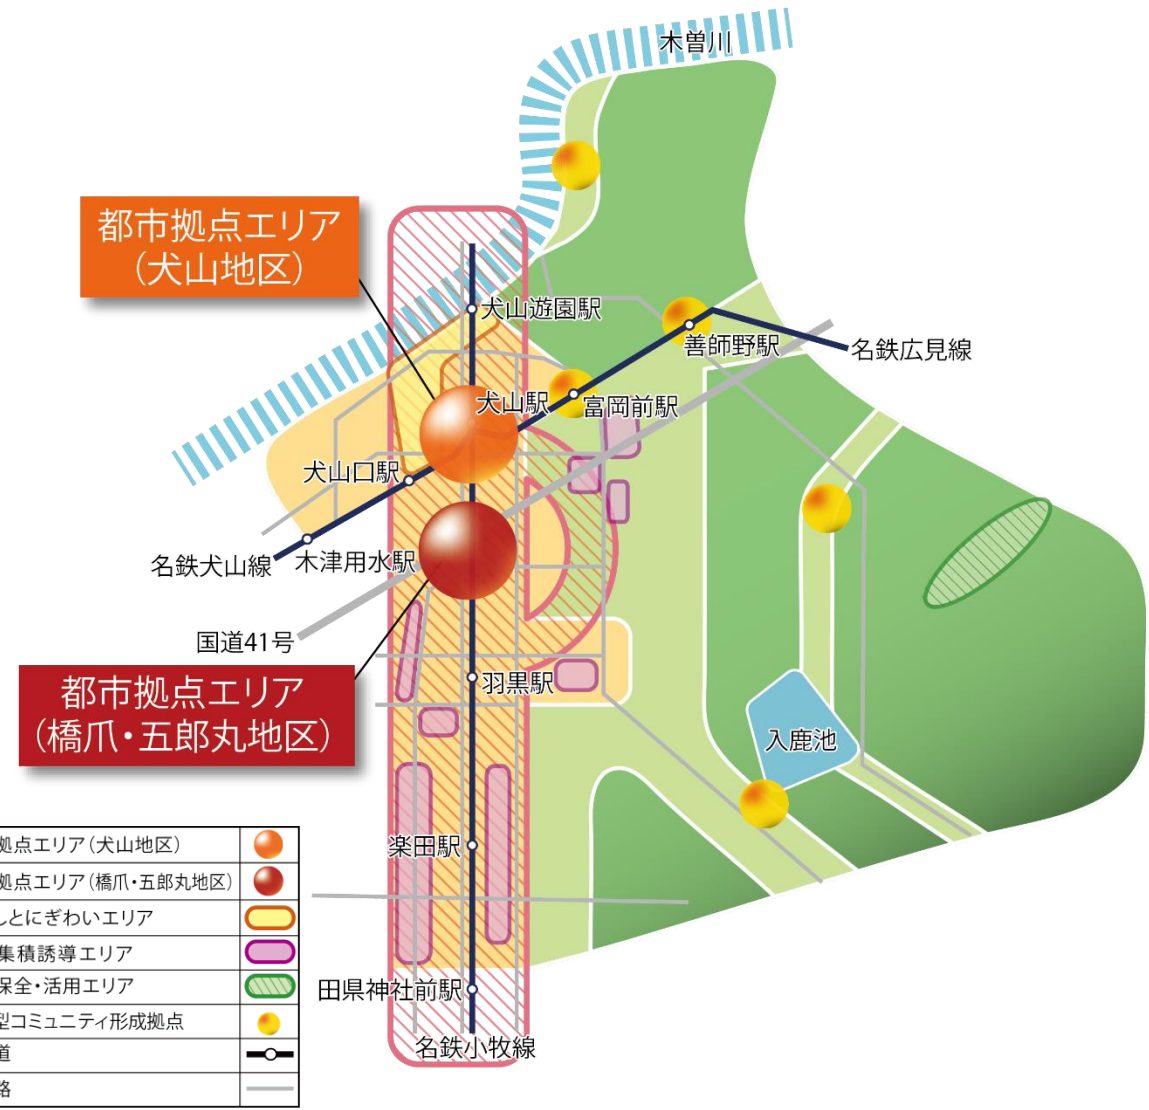 木曽川
都市拠点エリア
(犬山地区)
犬山遊園駅
善師野駅
名鉄広見線
犬山駅
富岡前駅
犬山口駅
名鉄犬山線
木津用水駅
国道41号
都市拠点エリア
(橋爪・五郎丸地区)
羽黒駅
入鹿池
楽田駅
田県神社前駅
名鉄小牧線
拠点エリア(犬山地区)
拠点エリア(橋爪・五郎丸地区)
しとにぎわいエリア
集積誘導エリア
保全・活用エリア
型コミュニティ形成拠点
道
路